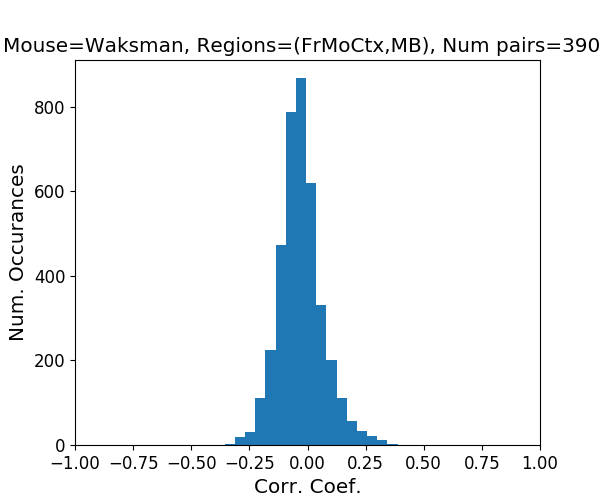 Mouse=Waksman, Regions=(FrMoCtx,MB), Num pairs=390
Num. Occurances
800
600
400
200
0
−1.00 −0.75 −0.50 −0.25 0.00 0.25 0.50 0.75 1.00
Corr. Coef.